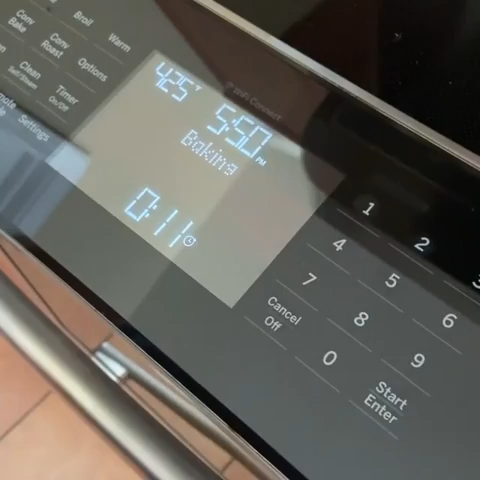 Conv
Bake
Broil
Warm
Conv
Roast
Options
Clean
Self/Steam
Timer
On/Off
Settings
WiFi Connect
425°
5:50 PM
Baking
0:11
1
2
3
4
5
6
7
8
9
Cancel
Off
0
Start
Enter